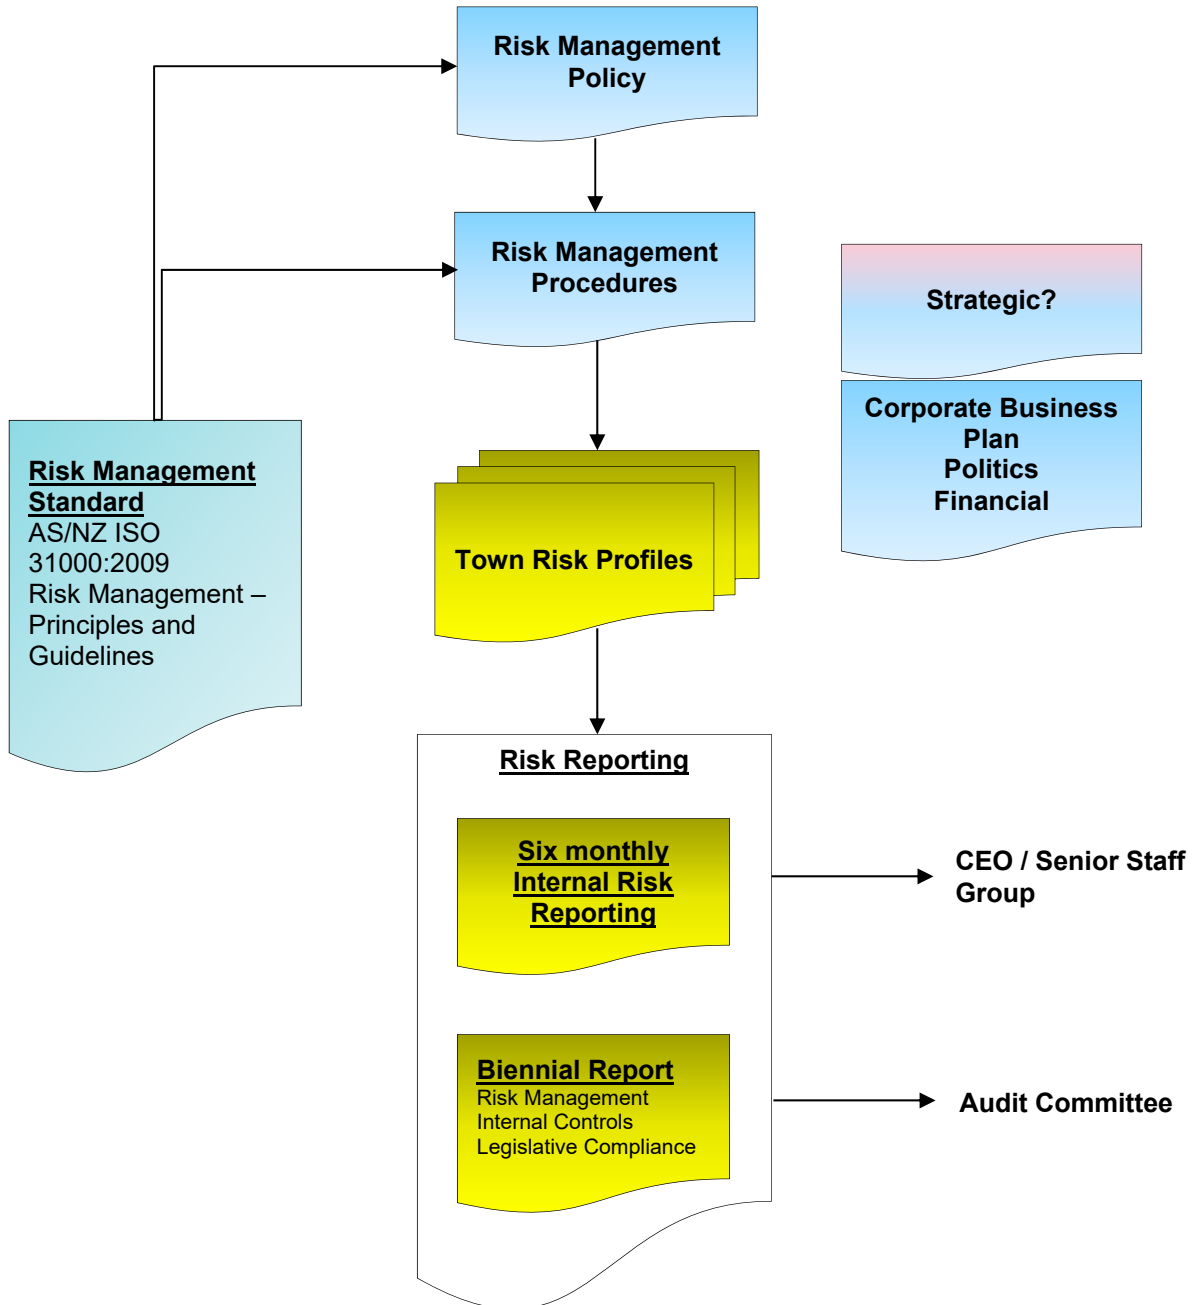 Risk Management
Policy
Risk Management
Procedures
Strategic?
Corporate Business
Plan
Politics
Financial
Risk Management
Standard
AS/NZ ISO
31000:2009
Risk Management –
Principles and
Guidelines
Town Risk Profiles
Risk Reporting
Six monthly
Internal Risk
Reporting
CEO / Senior Staff
Group
Biennial Report
Risk Management
Internal Controls
Legislative Compliance
Audit Committee